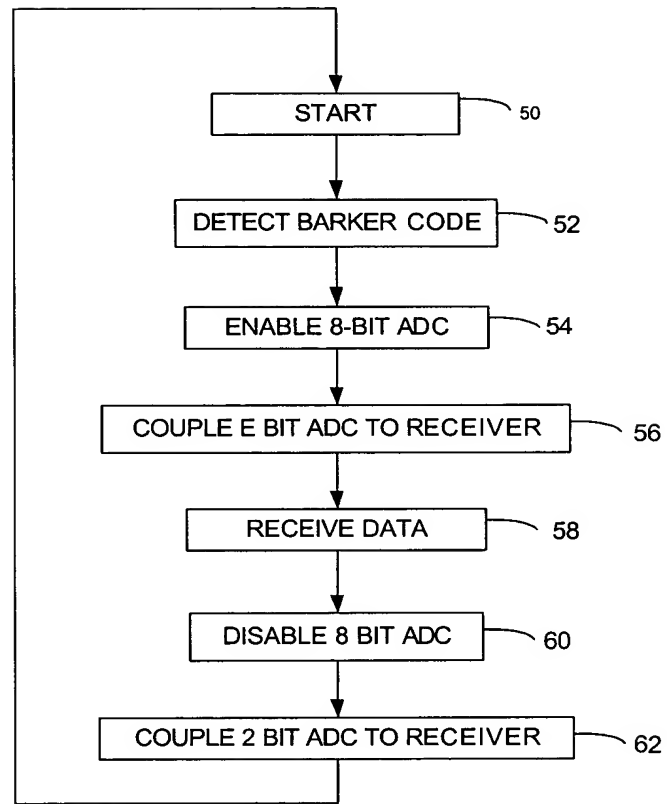 START
50
DETECT BARKER CODE
52
ENABLE 8-BIT ADC
54
COUPLE E BIT ADC TO RECEIVER
56
RECEIVE DATA
58
DISABLE 8 BIT ADC
60
COUPLE 2 BIT ADC TO RECEIVER
62